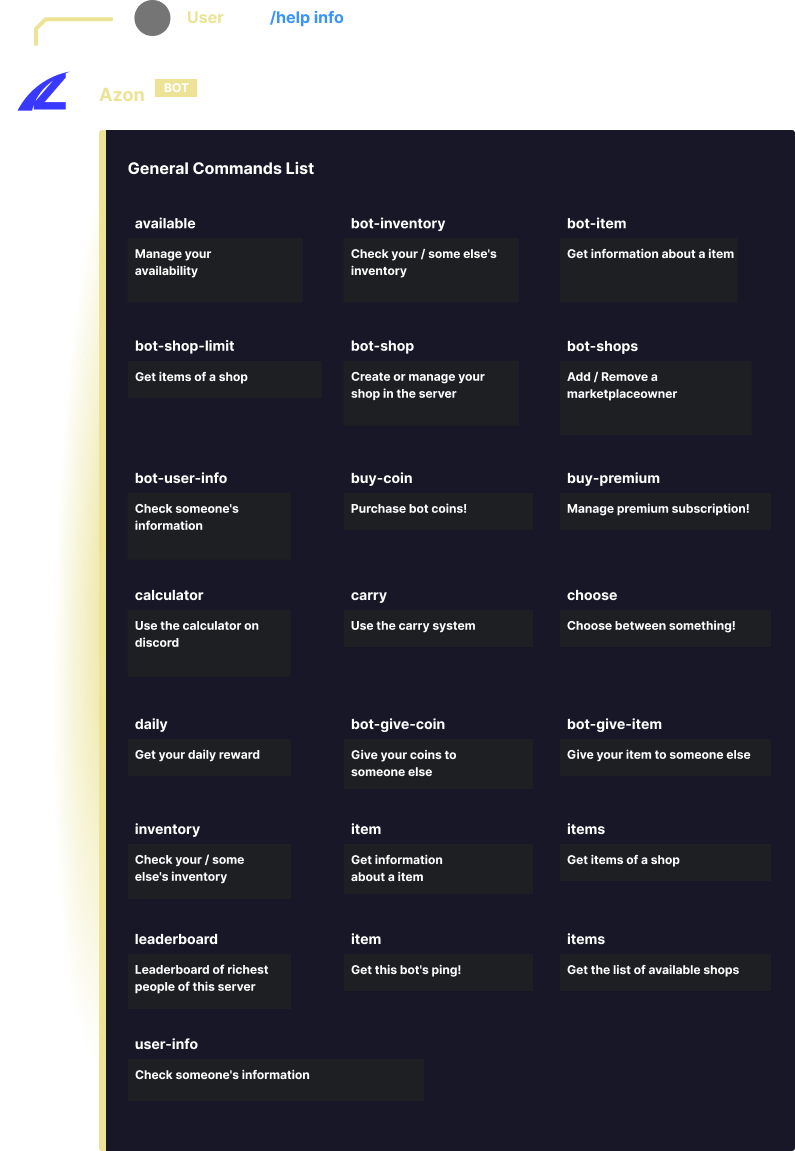 User /help info
Azon BOT
General Commands List
available
Manage your
availability
bot-inventory
Check your / some else's
inventory
bot-item
Get information about a item
bot-shop-limit
Get items of a shop
bot-shop
Create or manage your
shop in the server
bot-shops
Add / Remove a
marketplaceowner
bot-user-info
Check someone's
information
buy-coin
Purchase bot coins!
buy-premium
Manage premium subscription!
calculator
Use the calculator on
discord
carry
Use the carry system
choose
Choose between something!
daily
Get your daily reward
bot-give-coin
Give your coins to
someone else
bot-give-item
Give your item to someone else
inventory
Check your / some
else's inventory
item
Get information
about a item
items
Get items of a shop
leaderboard
Leaderboard of richest
people of this server
item
Get this bot's ping!
items
Get the list of available shops
user-info
Check someone's information